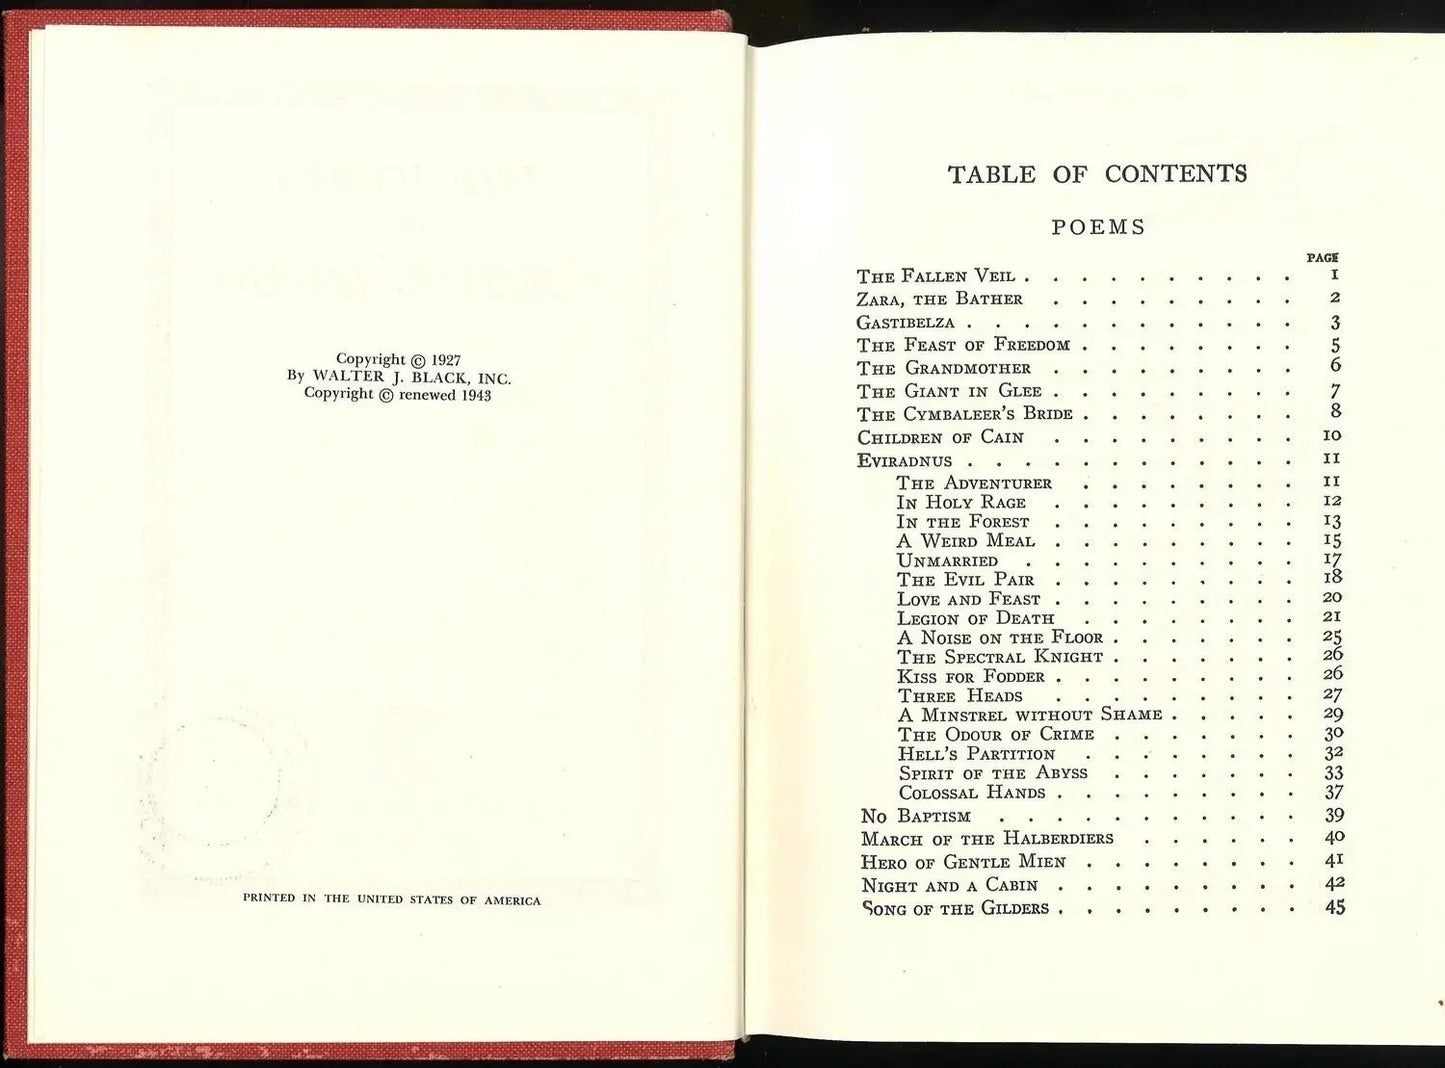 Copyright © 1927
By WALTER J. BLACK, INC.
Copyright © renewed 1943
PRINTED IN THE UNITED STATES OF AMERICA
TABLE OF CONTENTS
POEMS
PAGE
THE FALLEN VEIL . . . . . . . . . . 1
ZARA, THE BATHER . . . . . . . . . 2
GASTIBELZA . . . . . . . . . . . . 3
THE FEAST OF FREEDOM . . . . . . . . 5
THE GRANDMOTHER . . . . . . . . . 6
THE GIANT IN GLEE . . . . . . . . . 7
THE CYMBALEER'S BRIDE . . . . . . . . 8
CHILDREN OF CAIN . . . . . . . . . 10
EVIRADNUS . . . . . . . . . . . . 11
THE ADVENTURER . . . . . . . . 11
IN HOLY RAGE . . . . . . . . . 12
IN THE FOREST . . . . . . . . . 13
A WEIRD MEAL . . . . . . . . . 15
UNMARRIED . . . . . . . . . . 17
THE EVIL PAIR . . . . . . . . . 18
LOVE AND FEAST . . . . . . . . . 20
LEGION OF DEATH . . . . . . . . 21
A NOISE ON THE FLOOR . . . . . . . 25
THE SPECTRAL KNIGHT . . . . . . . 26
KISS FOR FODDER . . . . . . . . . 26
THREE HEADS . . . . . . . . . 27
A MINSTREL WITHOUT SHAME . . . . . 29
THE ODOUR OF CRIME . . . . . . . 30
HELL'S PARTITION . . . . . . . . 32
SPIRIT OF THE ABYSS . . . . . . . 33
COLOSSAL HANDS . . . . . . . . . 37
NO BAPTISM . . . . . . . . . . . 39
MARCH OF THE HALBERDIERS . . . . . . 40
HERO OF GENTLE MIEN . . . . . . . . 41
NIGHT AND A CABIN . . . . . . . . . 42
SONG OF THE GILDERS . . . . . . . . . 45